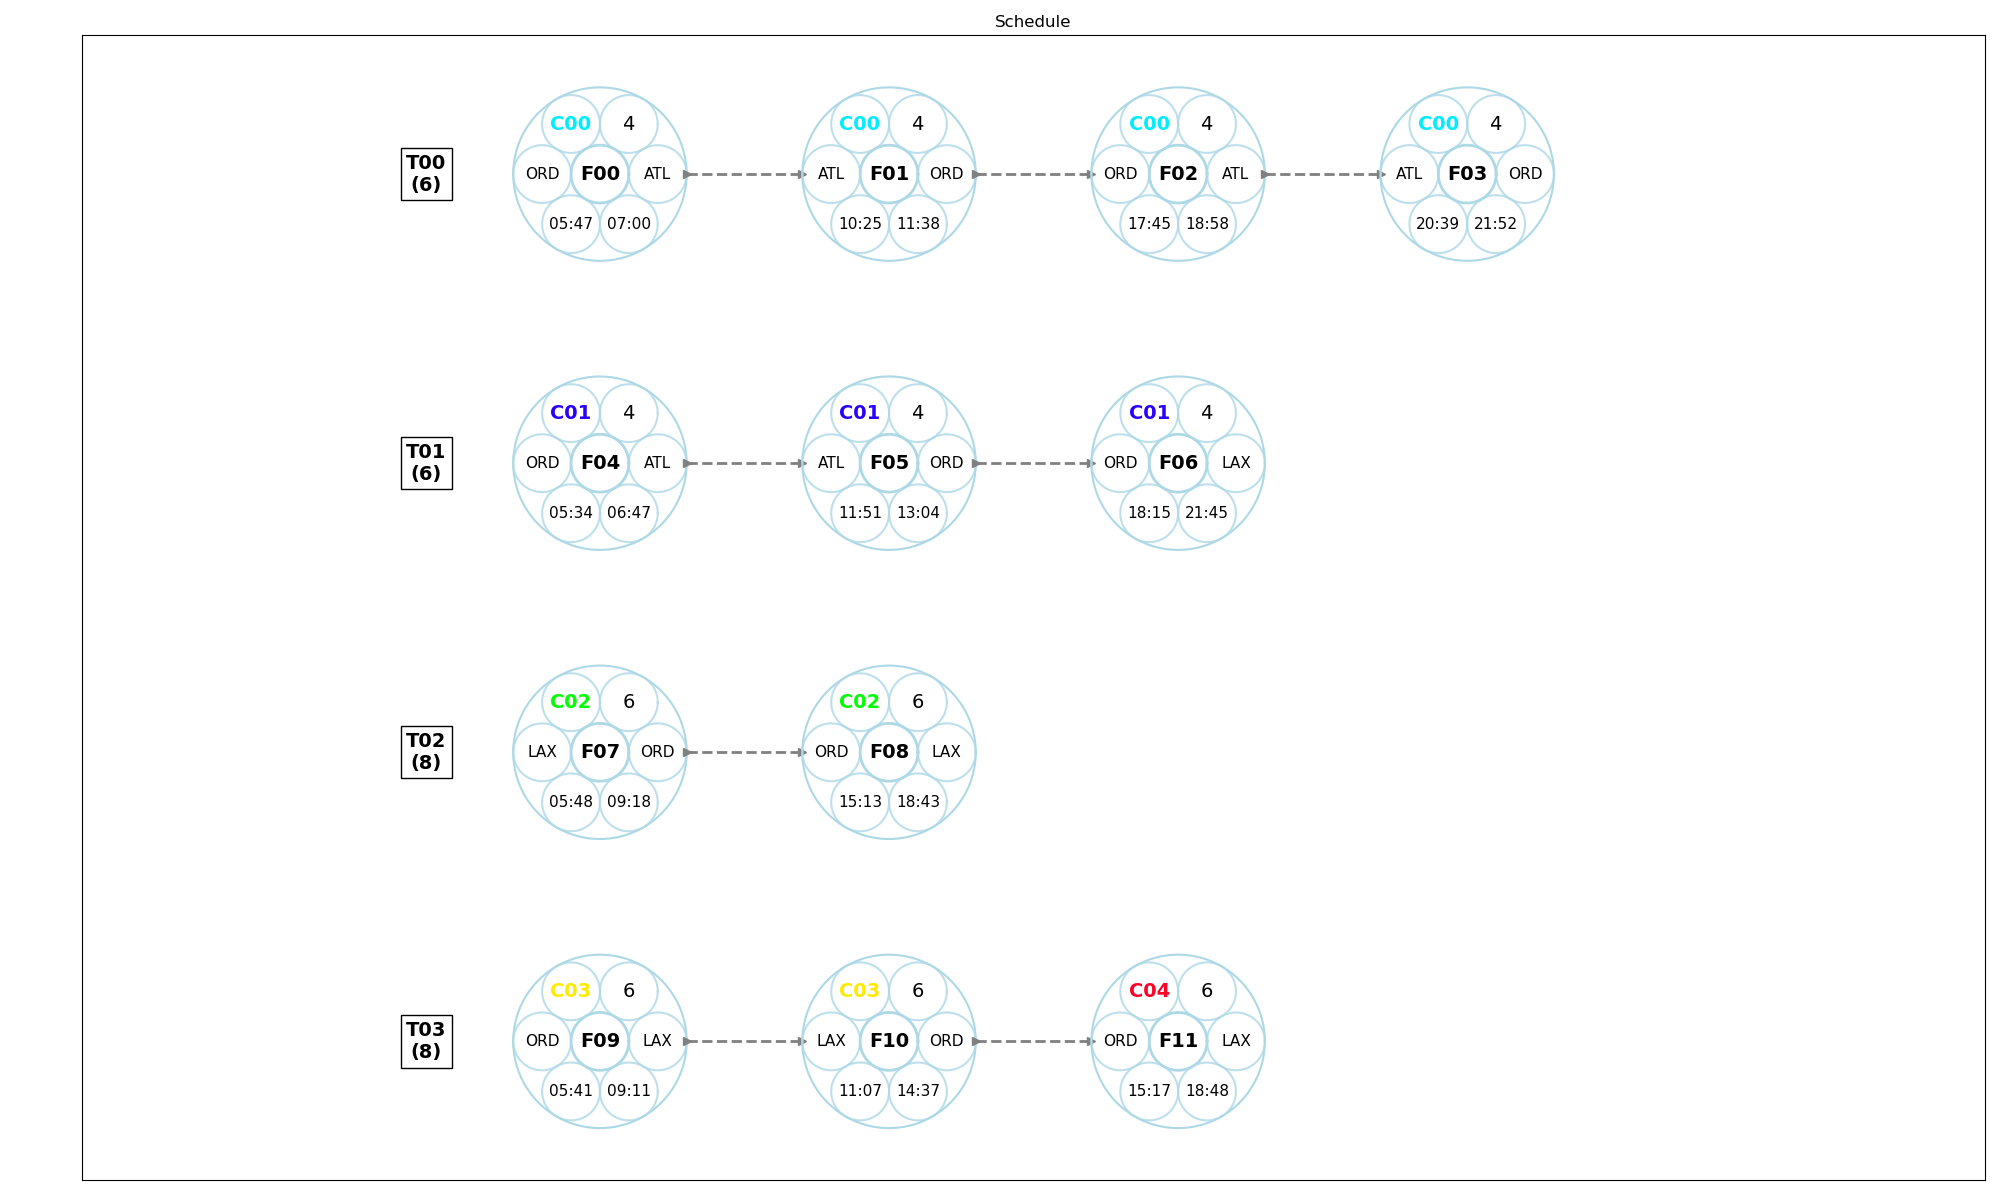 Schedule
C00 4 C00 4 C00 4 C00 4
T00
(6)
ORD F00 ATL ATL F01 ORD ORD F02 ATL ATL F03 ORD
05:47 07:00 10:25 11:38 17:45 18:58 20:39 21:52
C01 4 C01 4 C01 4
T01
(6)
ORD F04 ATL ATL F05 ORD ORD F06 LAX
05:34 06:47 11:51 13:04 18:15 21:45
C02 6 C02 6
T02
(8)
LAX F07 ORD ORD F08 LAX
05:48 09:18 15:13 18:43
C03 6 C03 6 C04 6
T03
(8)
ORD F09 LAX LAX F10 ORD ORD F11 LAX
05:41 09:11 11:07 14:37 15:17 18:48